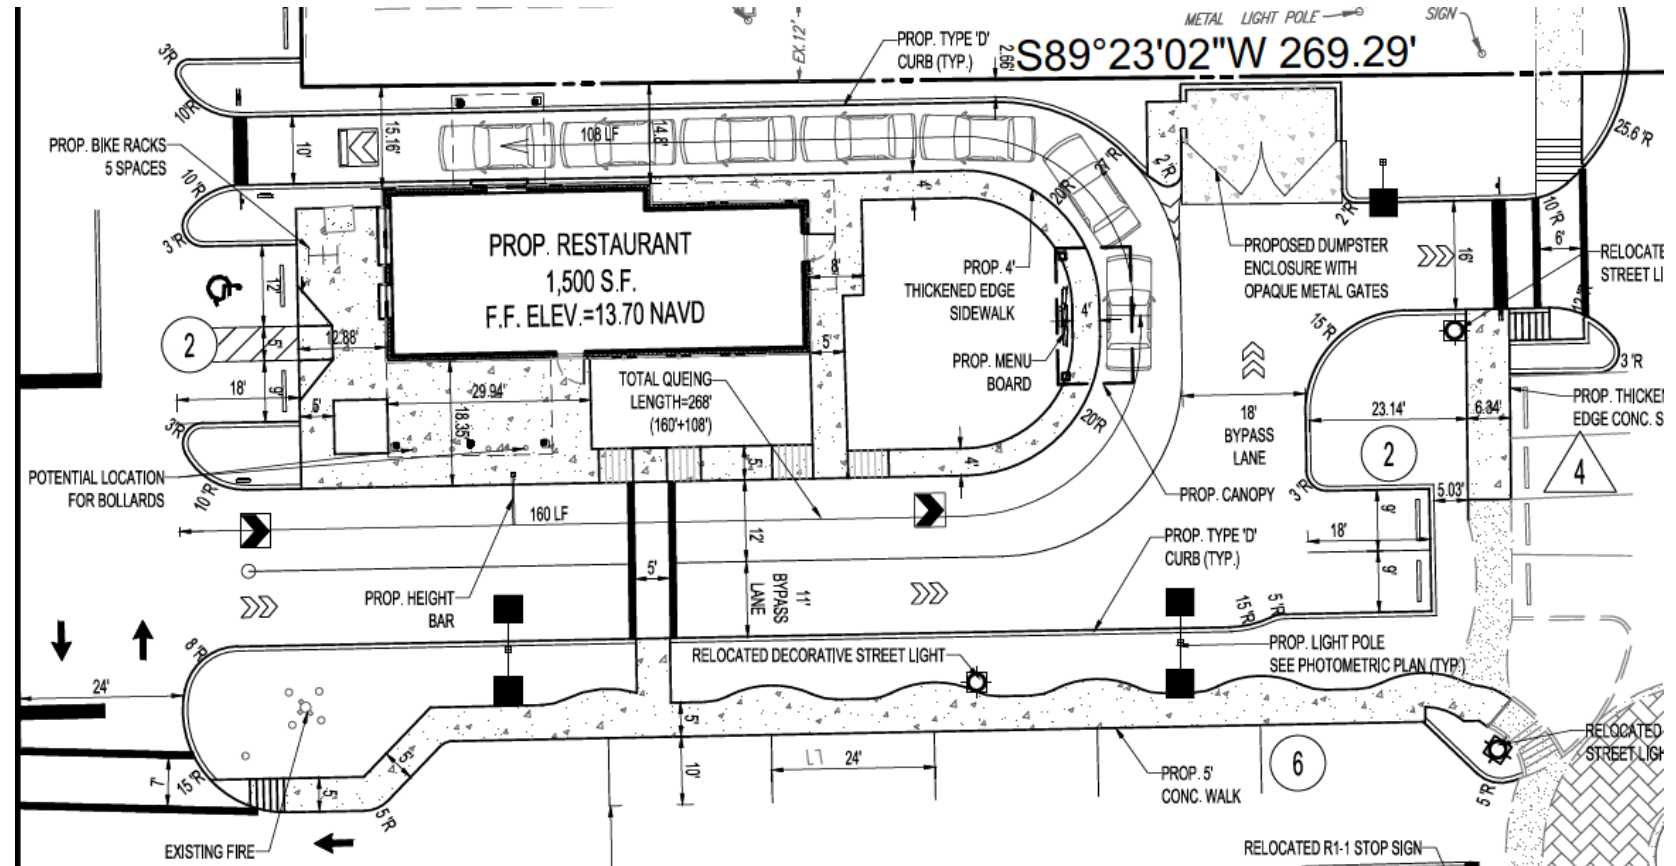 METAL LIGHT POLE
SIGN
EX.12'
PROP. TYPE 'D'
CURB (TYP.)
2.66'
S89°23'02"W 269.29'
3'R
10'R
PROP. BIKE RACKS
5 SPACES
10'
15.16'
108 LF
14.8'
27'R
2'R
25.6'R
10'R
3'R
4'
20'R
2'R
10'R
6'
PROP. RESTAURANT
1,500 S.F.
F.F. ELEV.=13.70 NAVD
8'
PROP. 4'
THICKENED EDGE
SIDEWALK
PROPOSED DUMPSTER
ENCLOSURE WITH
OPAQUE METAL GATES
16'
RELOCATE
STREET LI
12'
2
5'
12.88'
5'
4'
15'R
3'R
PROP. MENU
BOARD
TOTAL QUEING
LENGTH=268'
(160'+108')
18'
9'
5'
29.94'
18.35'
20'R
18'
BYPASS
LANE
23.14'
6.34'
PROP. THICKEN
EDGE CONC. S
2
4
3'R
POTENTIAL LOCATION
FOR BOLLARDS
10'R
5'
4'
PROP. CANOPY
3'R
5.03'
160 LF
12'
9'
18'
PROP. TYPE 'D'
CURB (TYP.)
9'
5'
11'
BYPASS
LANE
PROP. HEIGHT
BAR
15'R
5'R
8'R
RELOCATED DECORATIVE STREET LIGHT
PROP. LIGHT POLE
SEE PHOTOMETRIC PLAN (TYP.)
24'
5'
RELOCATED
STREET LIGH
5'
10'
L7
24'
6
7'
15'R
5'
5'R
PROP. 5'
CONC. WALK
5'R
EXISTING FIRE
RELOCATED R1-1 STOP SIGN